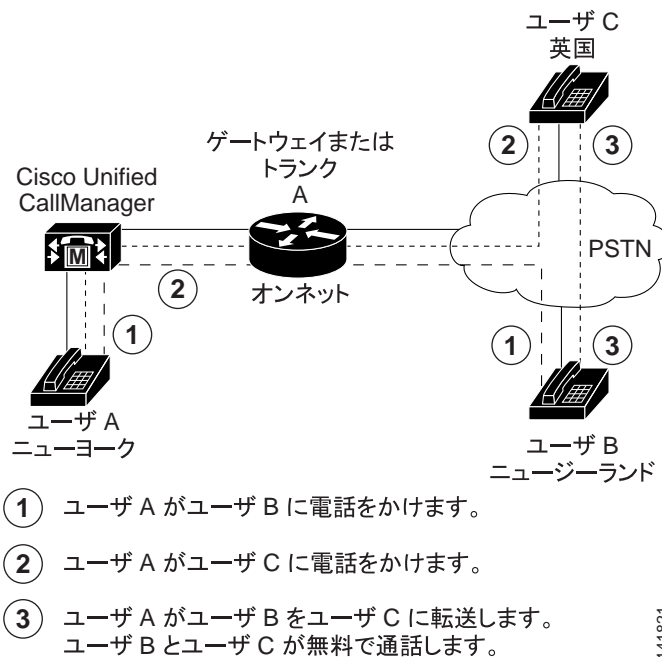 ユーザ C
英国
2
3
ゲートウェイまたは
トランク
A
Cisco Unified
CallManager
M
PSTN
2
オンネット
1
1
3
ユーザ A
ニューヨーク
ユーザ B
ニュージーランド
1 ユーザ A がユーザ B に電話をかけます。
2 ユーザ A がユーザ C に電話をかけます。
3 ユーザ A がユーザ B をユーザ C に転送します。
ユーザ B とユーザ C が無料で通話します。